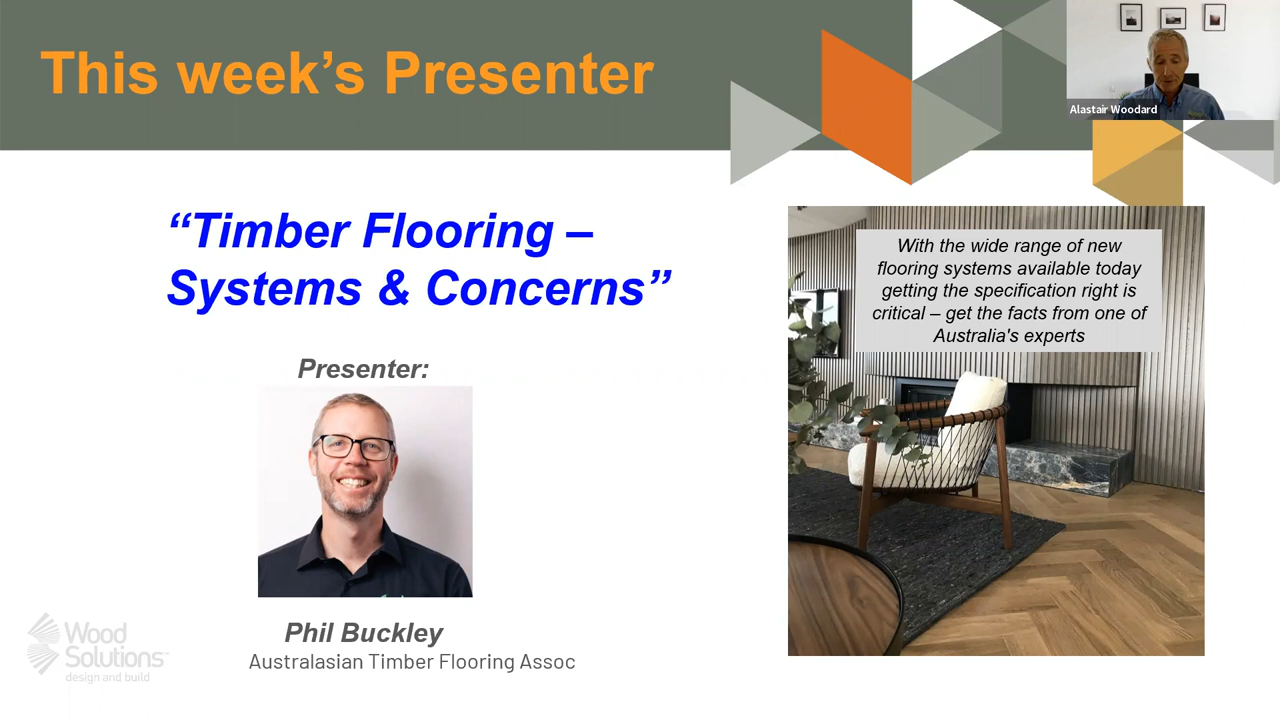 This week’s Presenter
Alastair Woodard
“Timber Flooring –
Systems & Concerns”
With the wide range of new
flooring systems available today
getting the specification right is
critical – get the facts from one of
Australia's experts
Presenter:
Phil Buckley
Australasian Timber Flooring Assoc
Wood
Solutions™
design and build